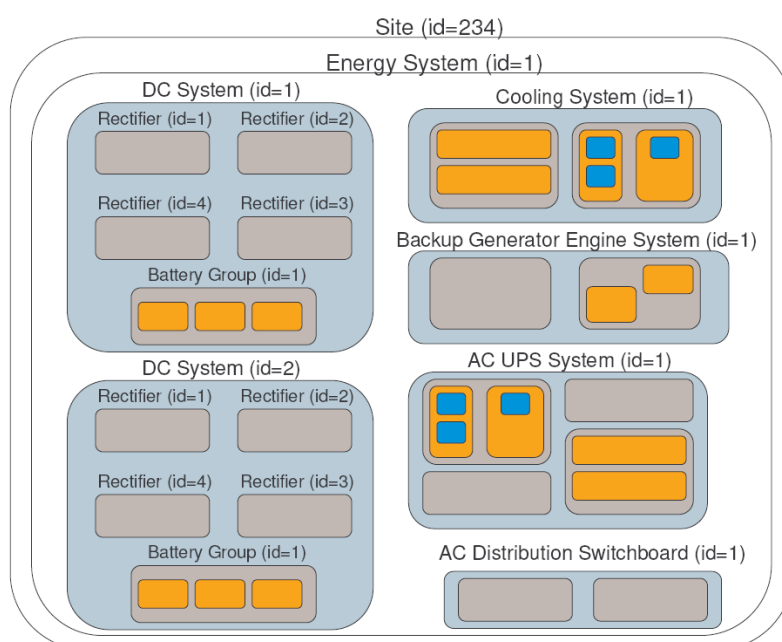 Site (id=234)
Energy System (id=1)
DC System (id=1)
Rectifier (id=1)
Rectifier (id=2)
Rectifier (id=4)
Rectifier (id=3)
Battery Group (id=1)
DC System (id=2)
Rectifier (id=1)
Rectifier (id=2)
Rectifier (id=4)
Rectifier (id=3)
Battery Group (id=1)
Cooling System (id=1)
Backup Generator Engine System (id=1)
AC UPS System (id=1)
AC Distribution Switchboard (id=1)